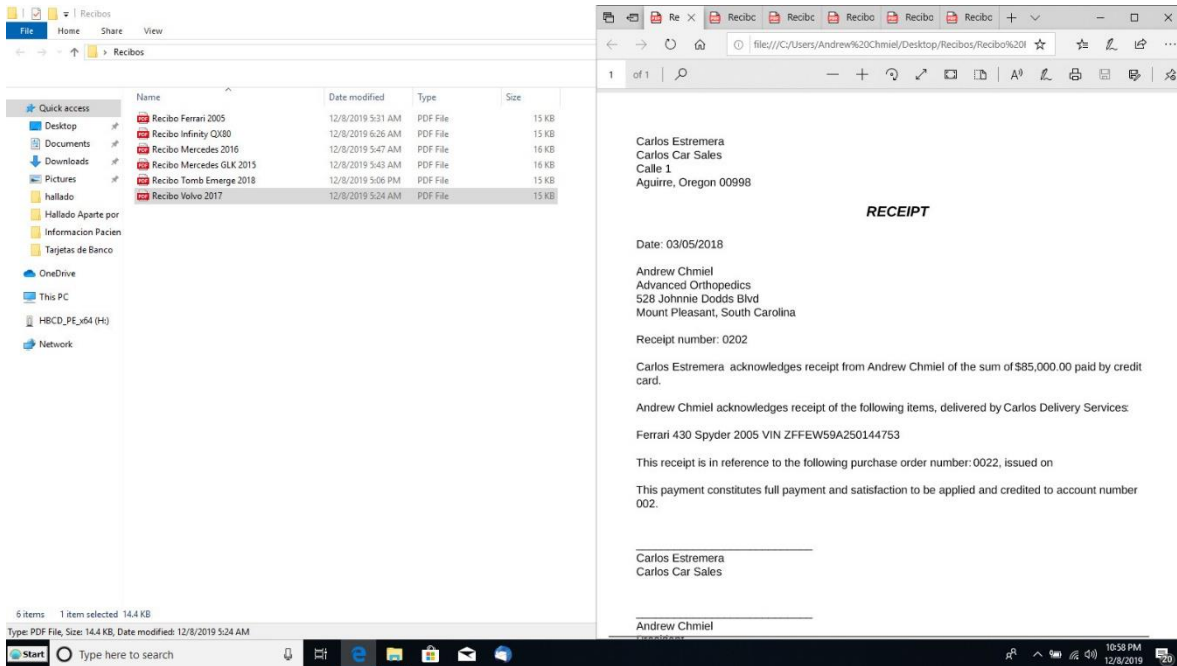 Recibos
File Home Share View
Recibos
Name Date modified Type Size
Quick access
Desktop
Documents
Downloads
Pictures
hallado
Hallado Aparte por
Informacion Pacien
Tarjetas de Banco
OneDrive
This PC
HBCD_PE_x64 (H:)
Network
Recibo Ferrari 2005 12/8/2019 5:31 AM PDF File 15 KB
Recibo Infinity QX80 12/8/2019 6:26 AM PDF File 15 KB
Recibo Mercedes 2016 12/8/2019 5:47 AM PDF File 16 KB
Recibo Mercedes GLK 2015 12/8/2019 5:43 AM PDF File 16 KB
Recibo Tomb Emerge 2018 12/8/2019 5:06 PM PDF File 15 KB
Recibo Volvo 2017 12/8/2019 5:24 AM PDF File 15 KB
6 items 1 item selected 14.4 KB
Type: PDF File, Size: 14.4 KB, Date modified: 12/8/2019 5:24 AM
Re Recibc Recibc Recibo Recibo Recibc
file:///C:/Users/Andrew%20Chmiel/Desktop/Recibos/Recibo%20
1 of 1
Carlos Estremera
Carlos Car Sales
Calle 1
Aguirre, Oregon 00998
RECEIPT
Date: 03/05/2018
Andrew Chmiel
Advanced Orthopedics
528 Johnnie Dodds Blvd
Mount Pleasant, South Carolina
Receipt number: 0202
Carlos Estremera acknowledges receipt from Andrew Chmiel of the sum of $85,000.00 paid by credit
card.
Andrew Chmiel acknowledges receipt of the following items, delivered by Carlos Delivery Services:
Ferrari 430 Spyder 2005 VIN ZFFEW59A250144753
This receipt is in reference to the following purchase order number: 0022, issued on
This payment constitutes full payment and satisfaction to be applied and credited to account number
002.
Carlos Estremera
Carlos Car Sales
Andrew Chmiel
Start Type here to search
10:58 PM
12/8/2019
20